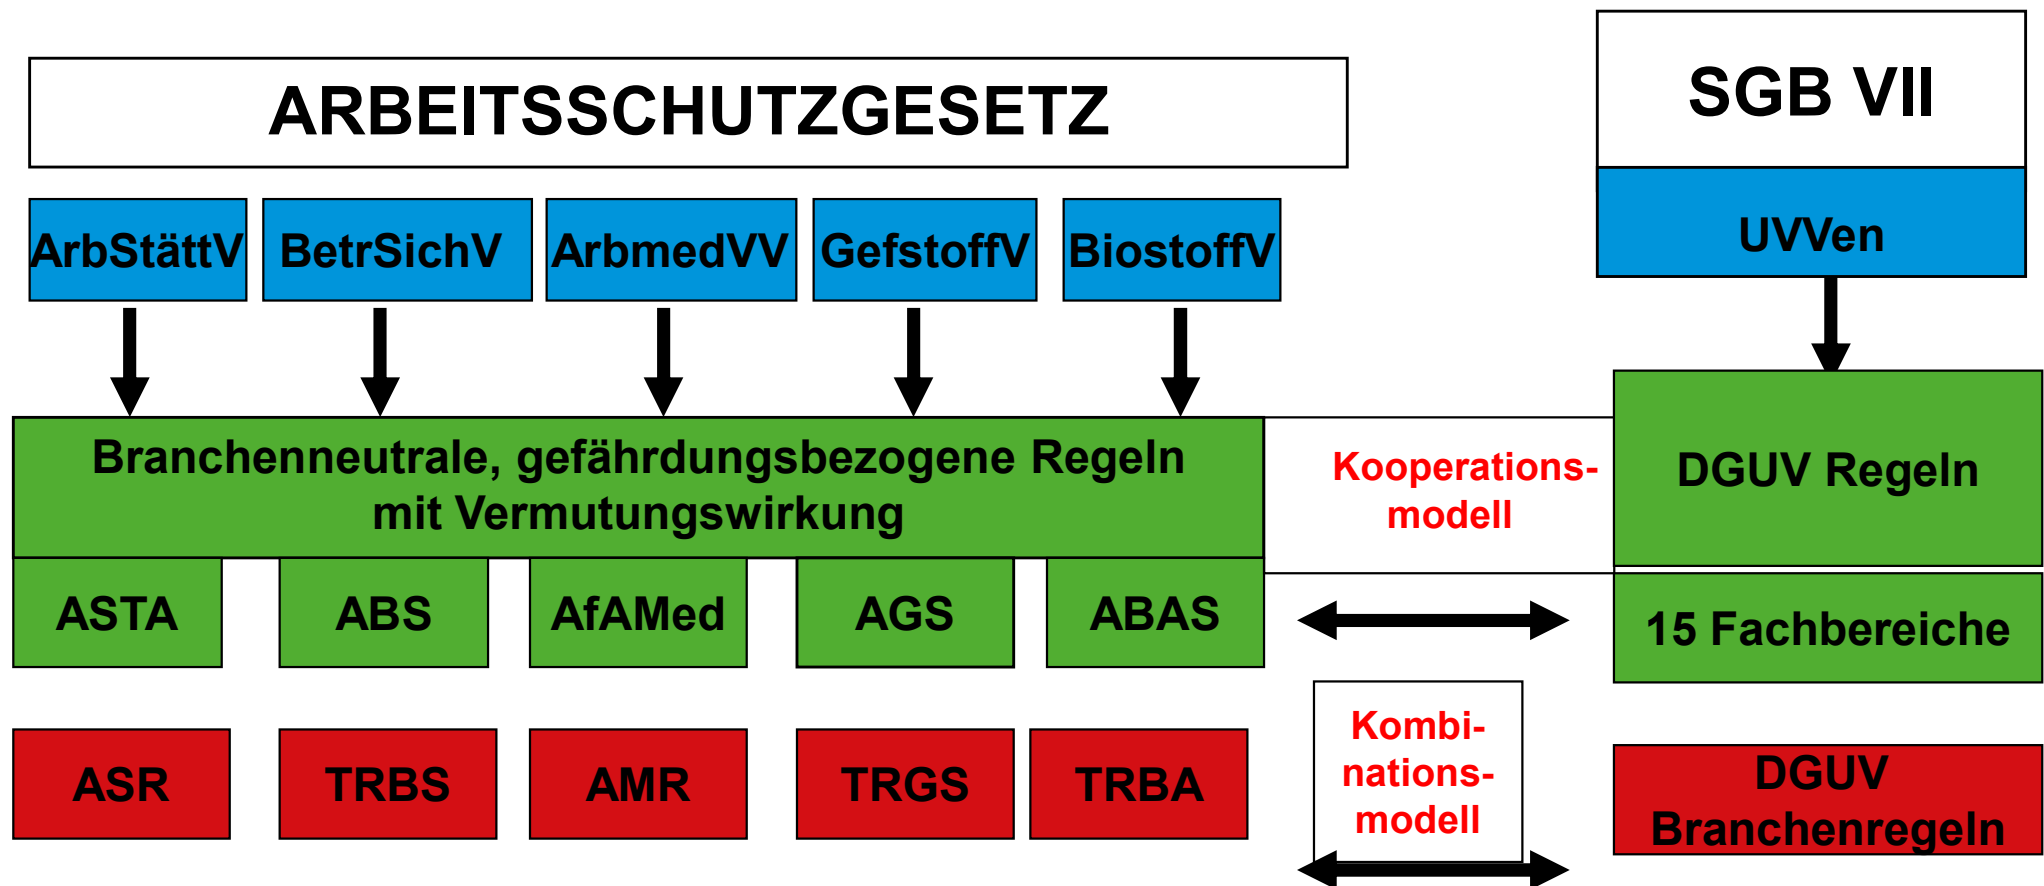 ARBEITSSCHUTZGESETZ
SGB VII
UVVen
ArbStättV
BetrSichV
ArbmedVV
GefstoffV
BiostoffV
Branchenneutrale, gefährdungsbezogene Regeln
mit Vermutungswirkung
Kooperations-
modell
DGUV Regeln
ASTA
ABS
AfAMed
AGS
ABAS
15 Fachbereiche
ASR
TRBS
AMR
TRGS
TRBA
Kombi-
nations-
modell
DGUV
Branchenregeln